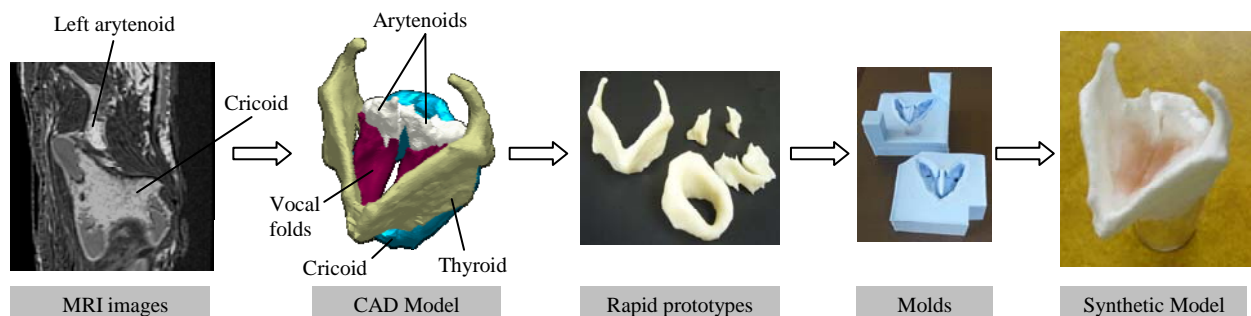 Left arytenoid
Arytenoids
Cricoid
Vocal
folds
Cricoid
Thyroid
MRI images
CAD Model
Rapid prototypes
Molds
Synthetic Model